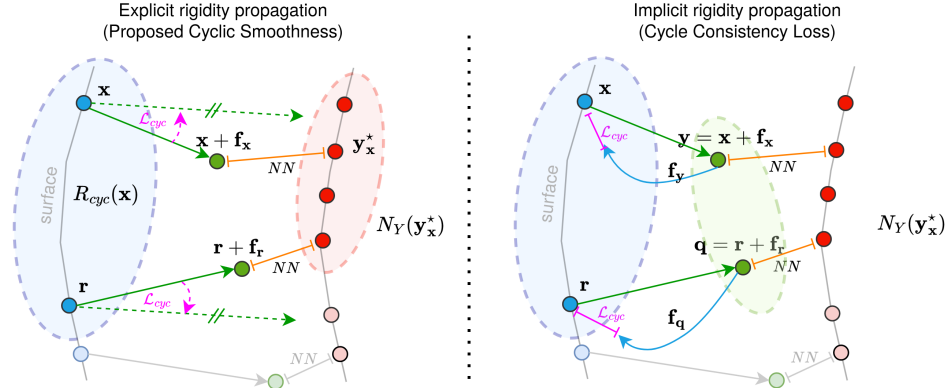 Explicit rigidity propagation
(Proposed Cyclic Smoothness)
x
𝓛cyc
x + fx
NN
y⋆x
surface
Rcyc(x)
NY(y⋆x)
r + fr
NN
r
𝓛cyc
NN
Implicit rigidity propagation
(Cycle Consistency Loss)
x
𝓛cyc
y = x + fx
fy
NN
surface
NY(y⋆x)
q = r + fr
NN
r
𝓛cyc
fq
NN